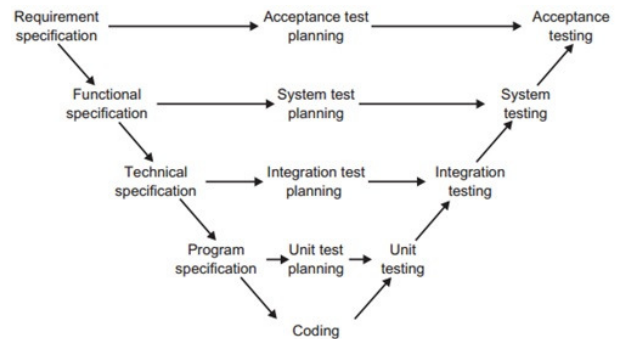 Requirement
specification
Acceptance test
planning
Acceptance
testing
Functional
specification
System test
planning
System
testing
Technical
specification
Integration test
planning
Integration
testing
Program
specification
Unit test
planning
Unit
testing
Coding